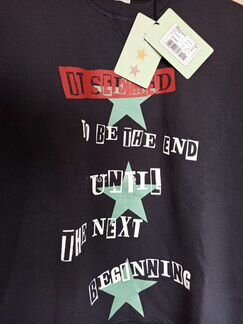 IT SEEMED
TO BE THE END
UNTIL
THE NEXT
BEGINNING